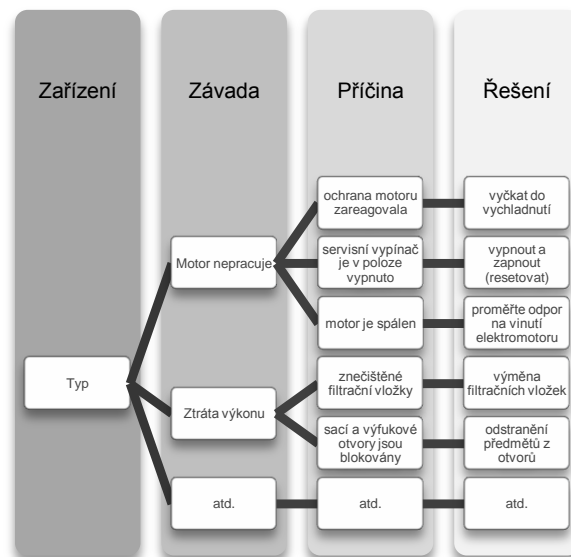 Zařízení
Závada
Příčina
Řešení
ochrana motoru
zareagovala
vyčkat do
vychladnutí
Motor nepracuje
servisní vypínač
je v poloze
vypnuto
vypnout a
zapnout
(resetovat)
motor je spálen
proměřte odpor
na vinutí
elektromotoru
Typ
znečištěné
filtrační vložky
výměna
filtračních vložek
Ztráta výkonu
sací a výfukové
otvory jsou
blokovány
odstranění
předmětů z
otvorů
atd.
atd.
atd.